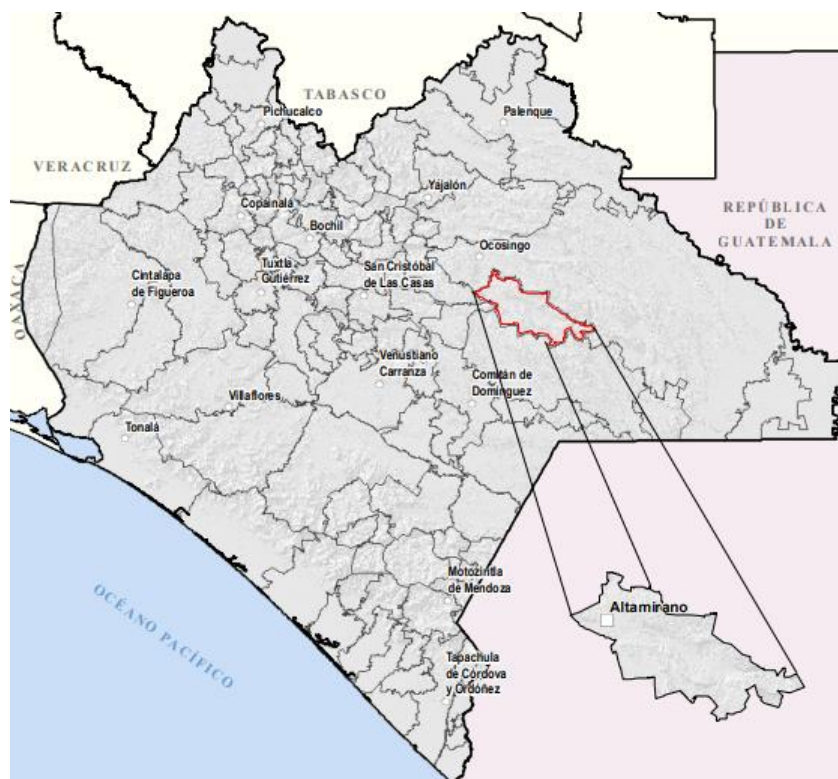 TABASCO
Pichucalco
Palenque
VERACRUZ
Yajalón
Copainalá
REPÚBLICA
DE
GUATEMALA
Bochil
Ocosingo
OAXACA
Cintalapa
de Figueroa
Tuxtla
Gutiérrez
San Cristóbal
de Las Casas
Venustiano
Carranza
Comitán de
Domínguez
Villaflores
Tonalá
Motozintla
de Mendoza
OCÉANO PACÍFICO
Altamirano
Tapachula
de Córdova
y Ordóñez